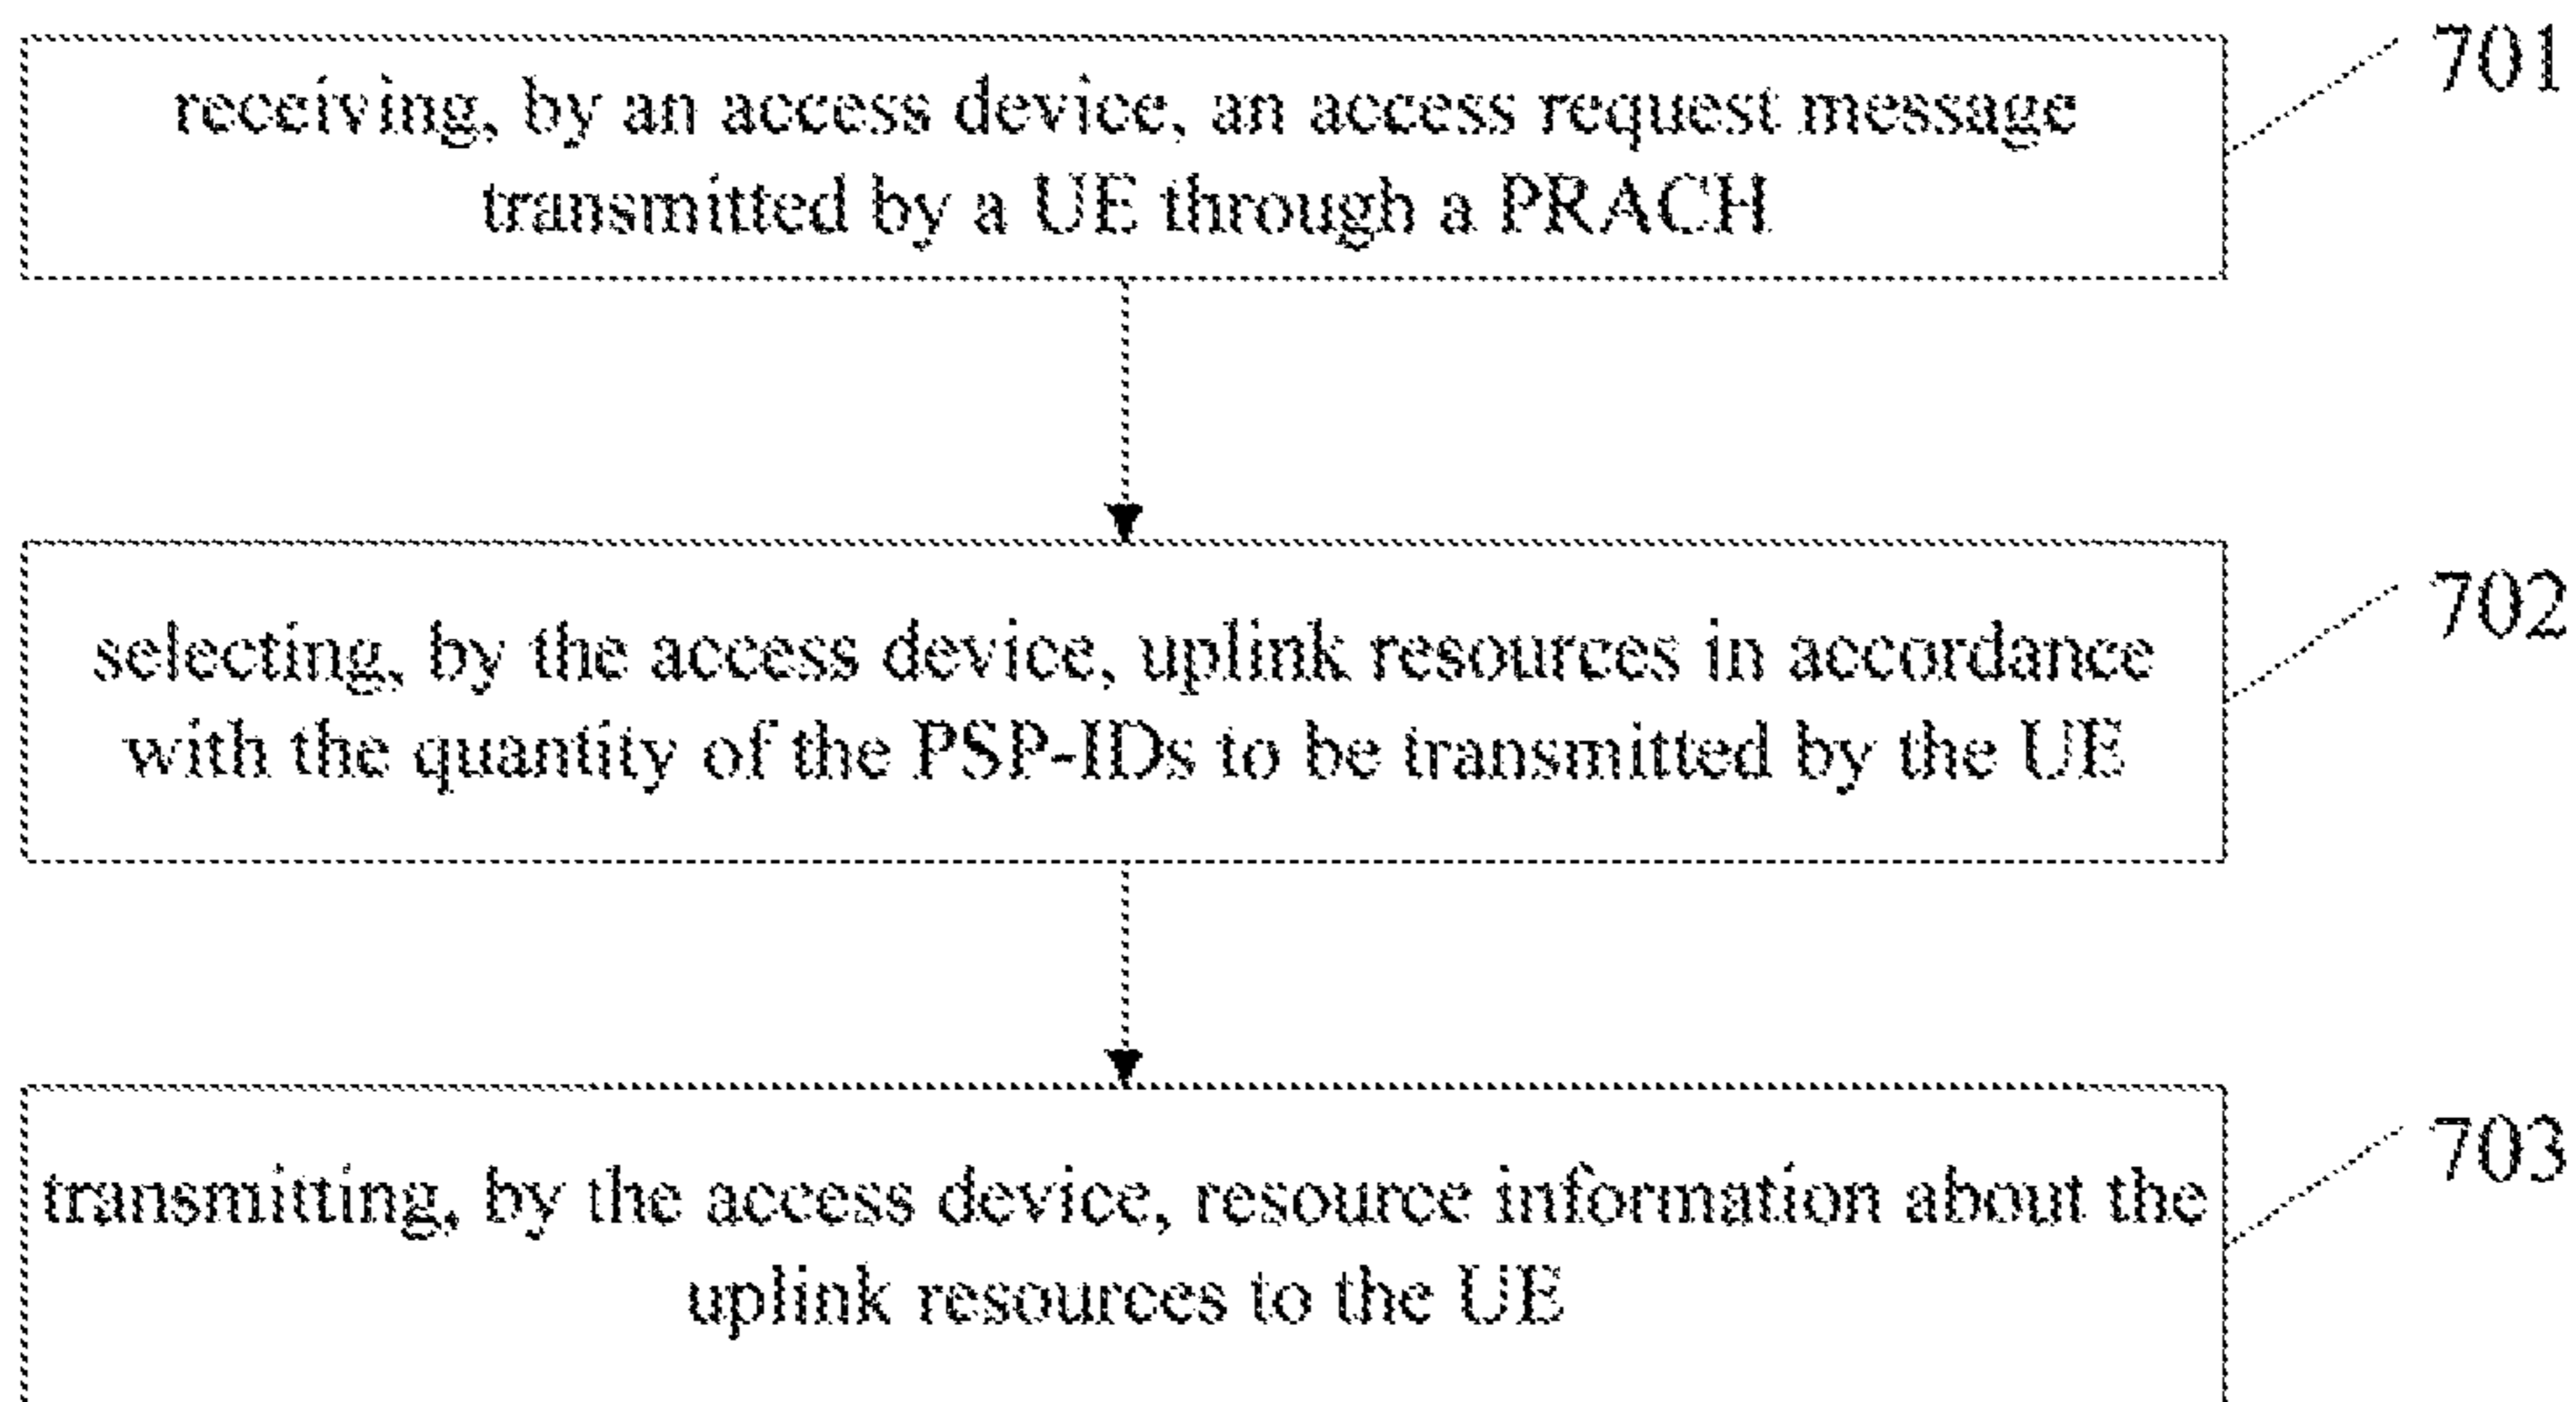 receiving, by an access device, an access request message
transmitted by a UE through a PRACH
701
selecting, by the access device, uplink resources in accordance
with the quantity of the PSP-IDs to be transmitted by the UE
702
transmitting, by the access device, resource information about the
uplink resources to the UE
703